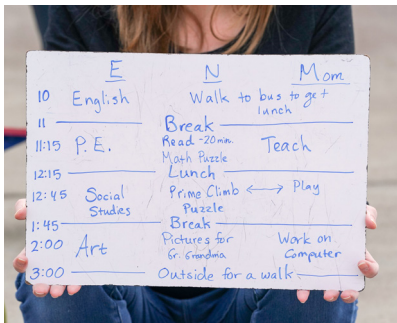 E N Mom
10 English Walk to bus to get
lunch
11 Break
11:15 P.E. Read -20 min. Teach
Math Puzzle
12:15 Lunch
12:45 Social Prime Climb ↔ Play
Studies Puzzle
1:45 Break
2:00 Art Pictures for Work on
Gr. Grandma Computer
3:00 Outside for a walk